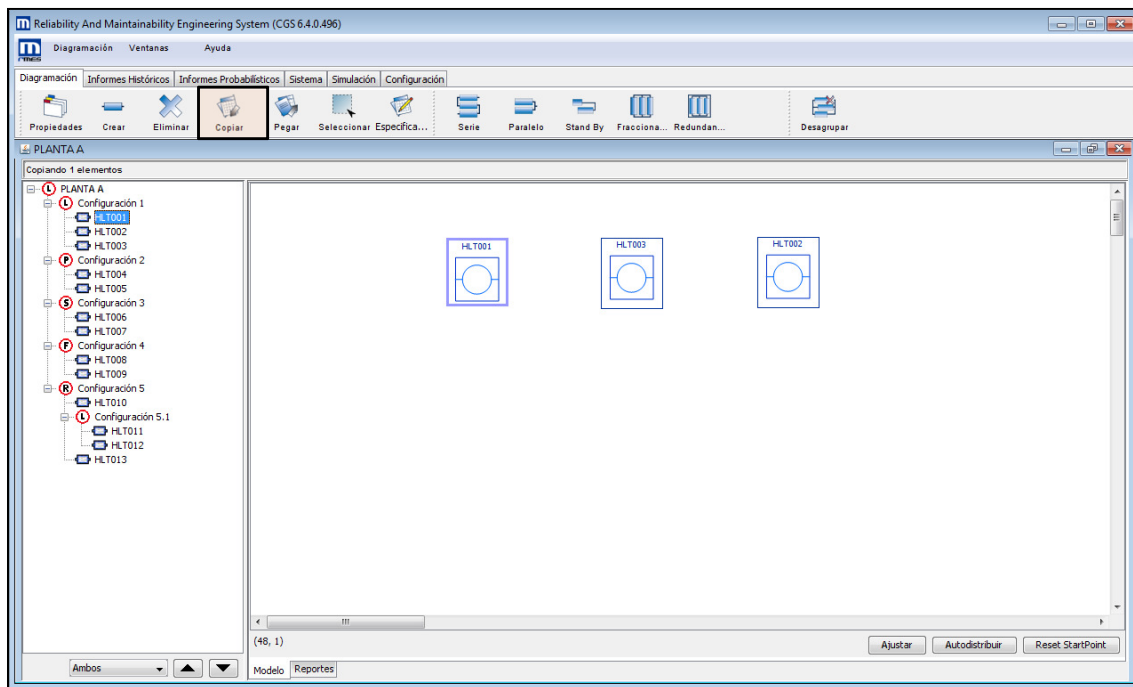 Reliability And Maintainability Engineering System (CGS 6.4.0.496)
Diagramación Ventanas Ayuda
Diagramación Informes Históricos Informes Probabilísticos Sistema Simulación Configuración
Propiedades Crear Eliminar Copiar Pegar Seleccionar Especifica... Serie Paralelo Stand By Fracciona... Redundan... Desagrupar
PLANTA A
Copiando 1 elementos
L PLANTA A
L Configuración 1
HLT001
HLT002
HLT003
P Configuración 2
HLT004
HLT005
S Configuración 3
HLT006
HLT007
F Configuración 4
HLT008
HLT009
R Configuración 5
HLT010
L Configuración 5.1
HLT011
HLT012
HLT013
HLT001 HLT003 HLT002
(48, 1)
Ajustar Autodistribuir Reset StartPoint
Ambos
Modelo Reportes